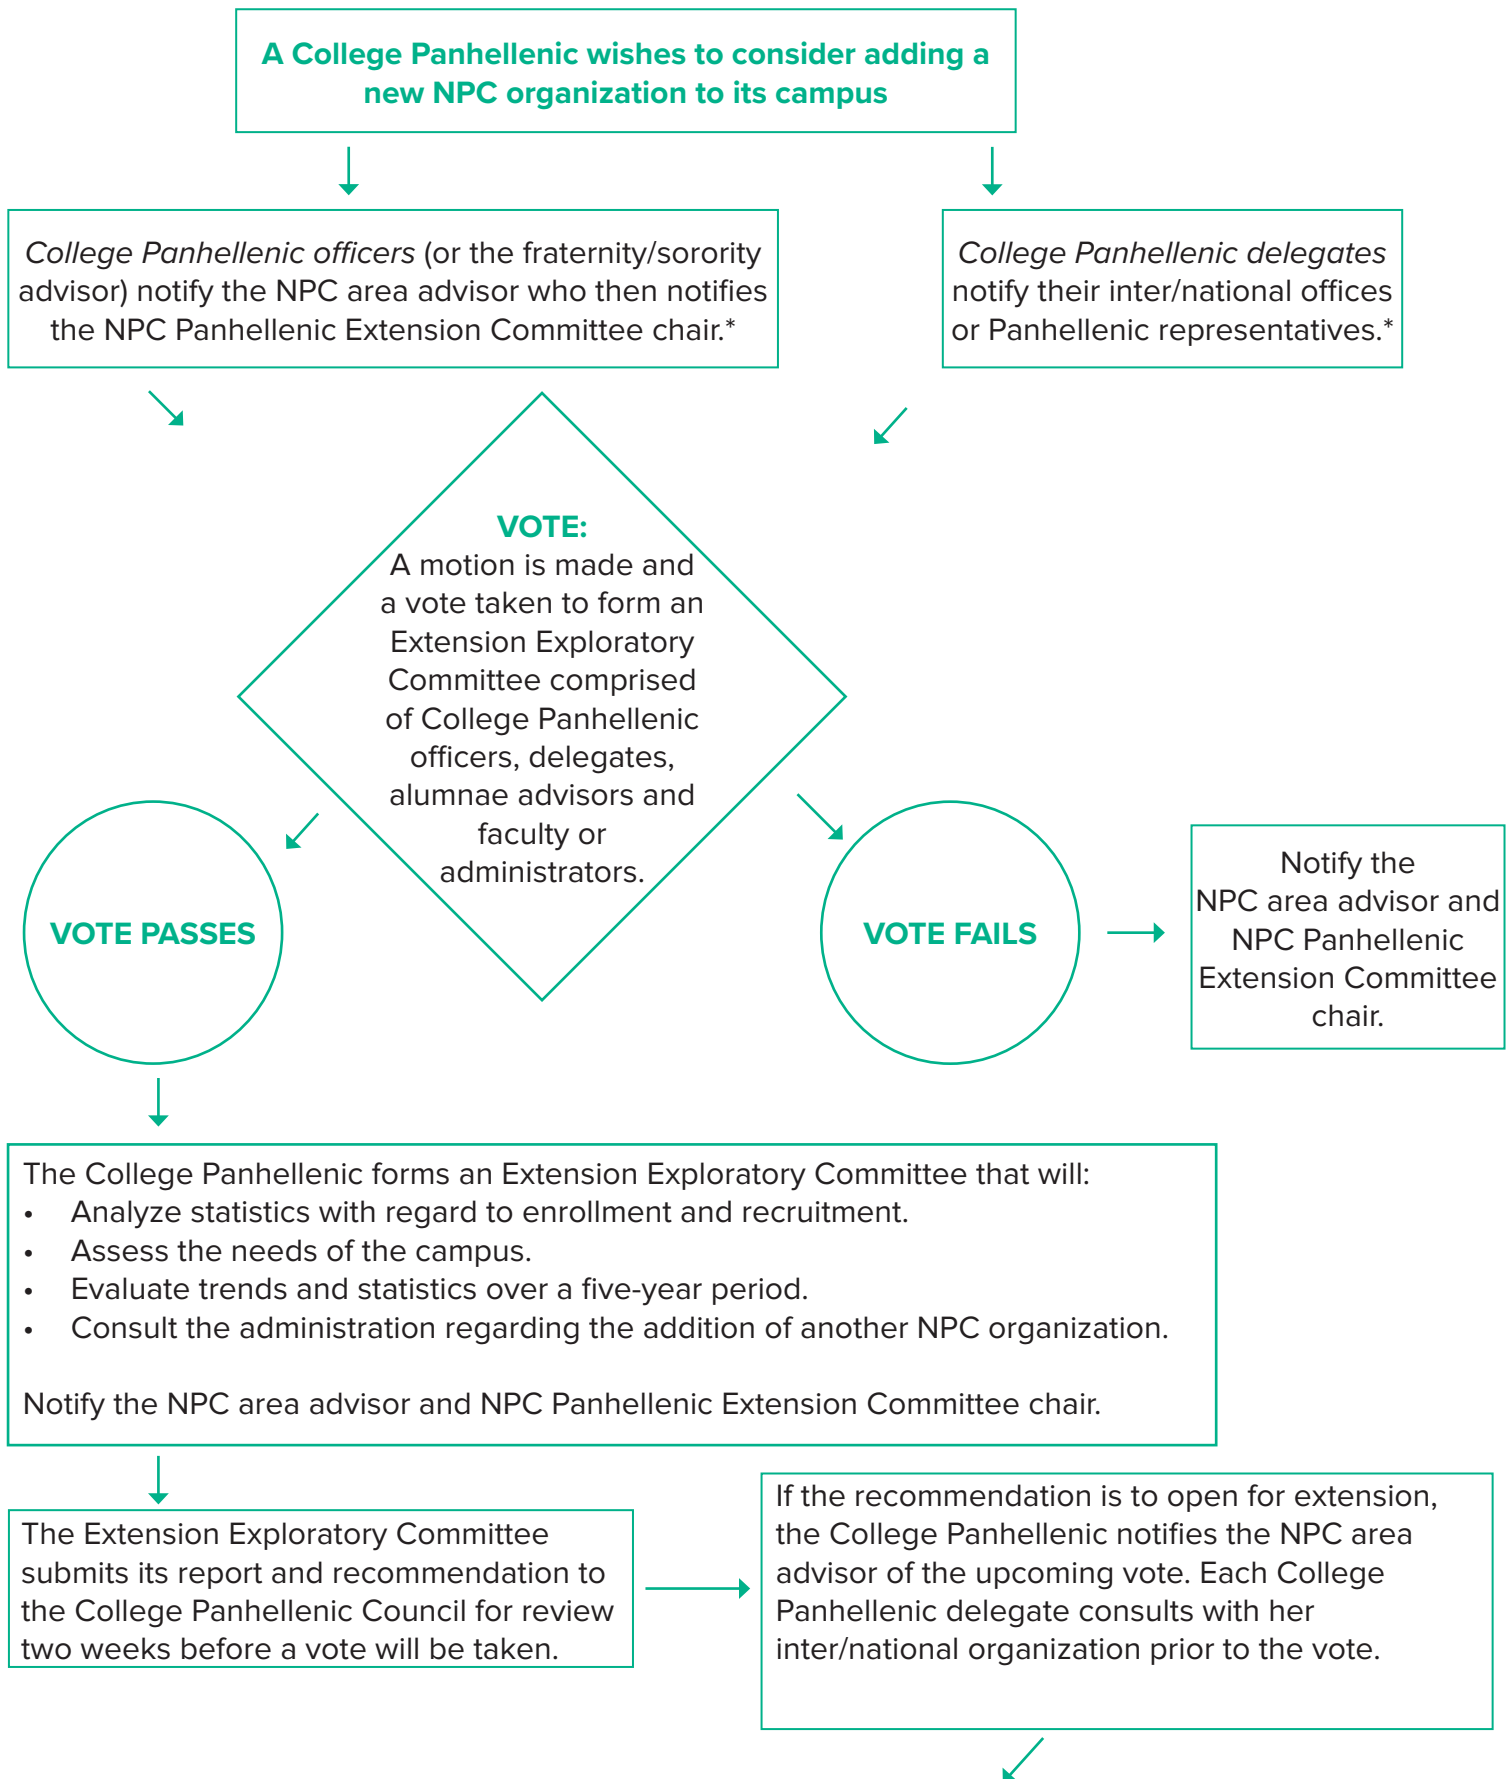 A College Panhellenic wishes to consider adding a
new NPC organization to its campus
College Panhellenic officers (or the fraternity/sorority
advisor) notify the NPC area advisor who then notifies
the NPC Panhellenic Extension Committee chair.*
College Panhellenic delegates
notify their inter/national offices
or Panhellenic representatives.*
VOTE:
A motion is made and
a vote taken to form an
Extension Exploratory
Committee comprised
of College Panhellenic
officers, delegates,
alumnae advisors and
faculty or
administrators.
VOTE PASSES
VOTE FAILS
Notify the
NPC area advisor and
NPC Panhellenic
Extension Committee
chair.
The College Panhellenic forms an Extension Exploratory Committee that will:
• Analyze statistics with regard to enrollment and recruitment.
• Assess the needs of the campus.
• Evaluate trends and statistics over a five-year period.
• Consult the administration regarding the addition of another NPC organization.
Notify the NPC area advisor and NPC Panhellenic Extension Committee chair.
The Extension Exploratory Committee
submits its report and recommendation to
the College Panhellenic Council for review
two weeks before a vote will be taken.
If the recommendation is to open for extension,
the College Panhellenic notifies the NPC area
advisor of the upcoming vote. Each College
Panhellenic delegate consults with her
inter/national organization prior to the vote.